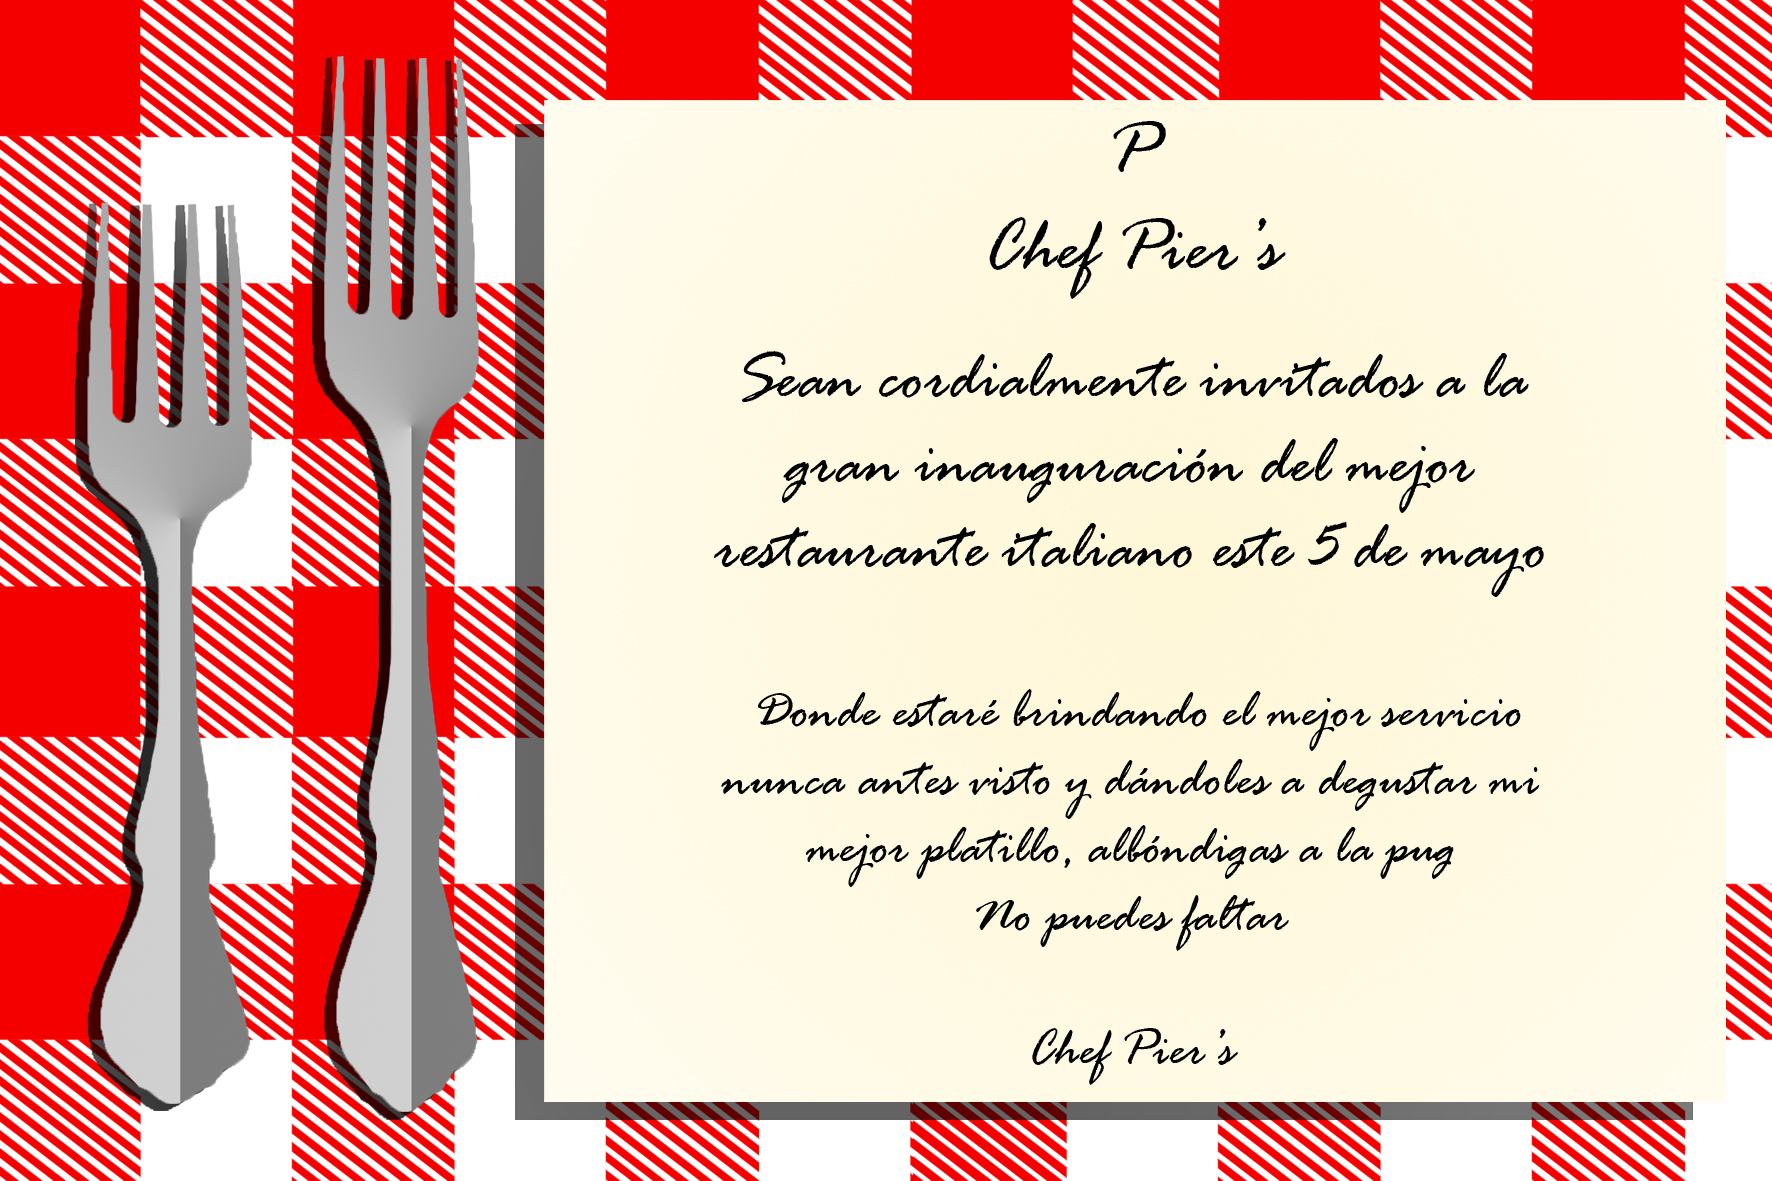 P
Chef Pier's
Sean cordialmente invitados a la
gran inauguración del mejor
restaurante italiano este 5 de mayo
Donde estaré brindando el mejor servicio
nunca antes visto y dándoles a degustar mi
mejor platillo, albóndigas a la pug
No puedes faltar
Chef Pier's